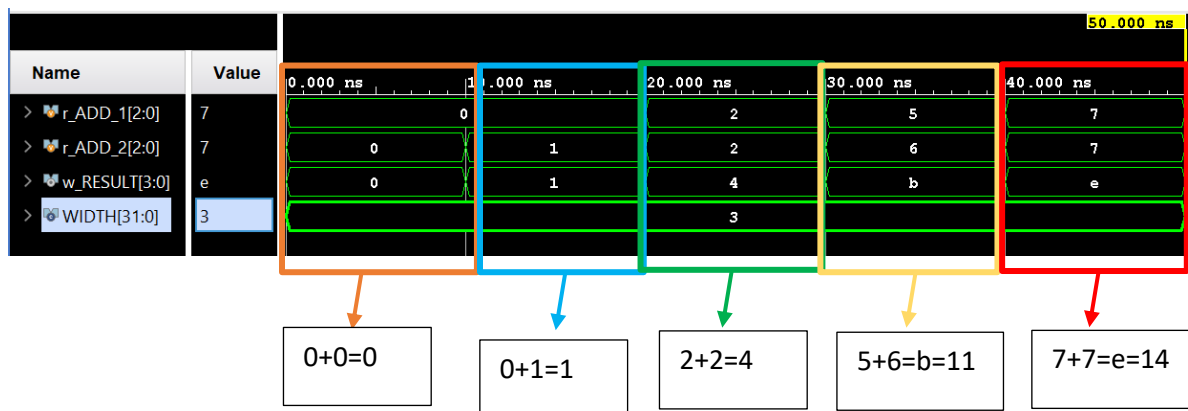 50.000 ns
Name Value
0.000 ns 10.000 ns 20.000 ns 30.000 ns 40.000 ns
r_ADD_1[2:0] 7 0 2 5 7
r_ADD_2[2:0] 7 0 1 2 6 7
w_RESULT[3:0] e 0 1 4 b e
WIDTH[31:0] 3 3
0+0=0 0+1=1 2+2=4 5+6=b=11 7+7=e=14